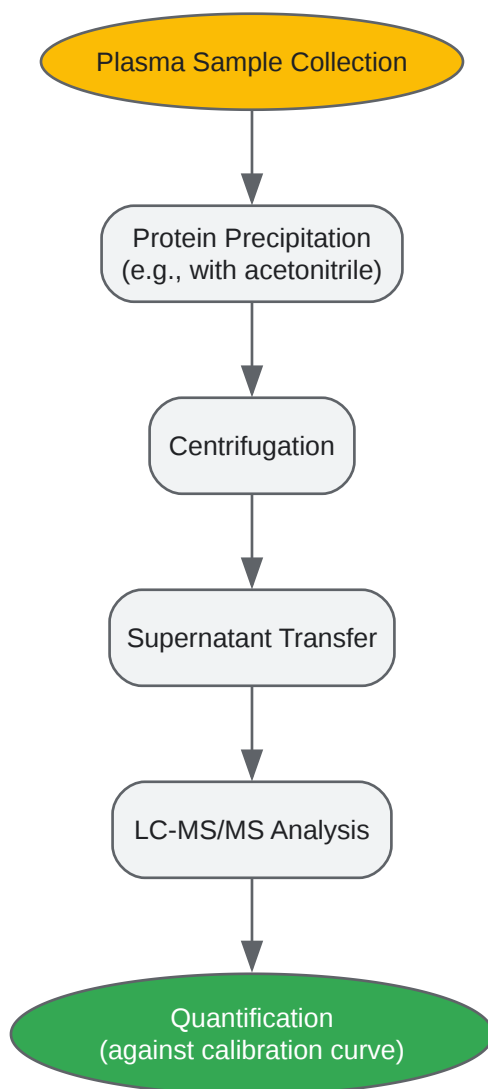 Plasma Sample Collection
Protein Precipitation
(e.g., with acetonitrile)
Centrifugation
Supernatant Transfer
LC-MS/MS Analysis
Quantification
(against calibration curve)